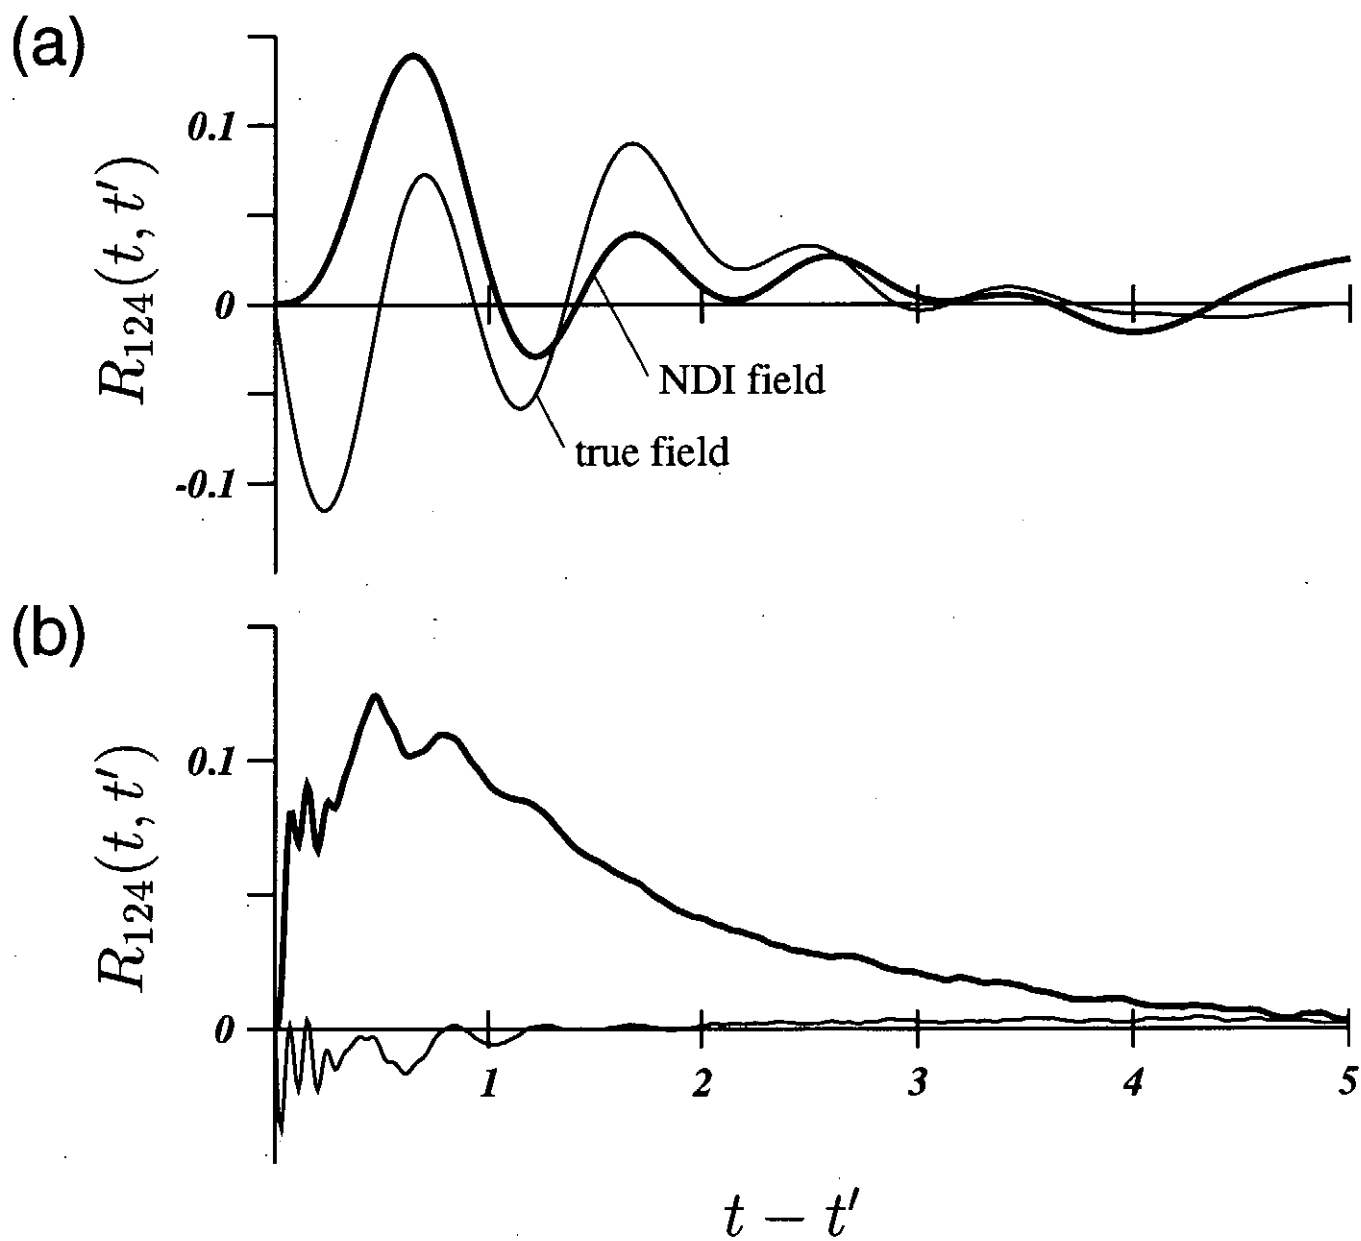 (a)
0.1
R₁₂₄(t, t′)
0
NDI field
true field
-0.1
(b)
0.1
R₁₂₄(t, t′)
0
1 2 3 4 5
t − t′